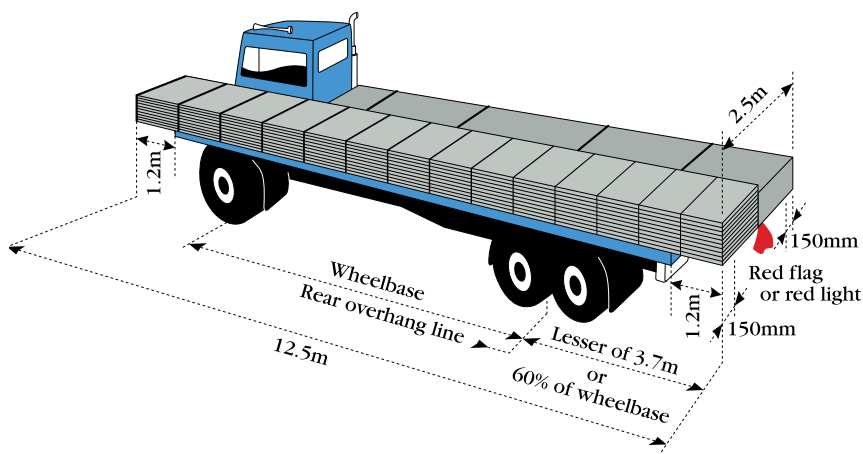 2.5m
1.2m
150mm
Red flag
or red light
Wheelbase
Rear overhang line
1.2m
150mm
Lesser of 3.7m
or
60% of wheelbase
12.5m